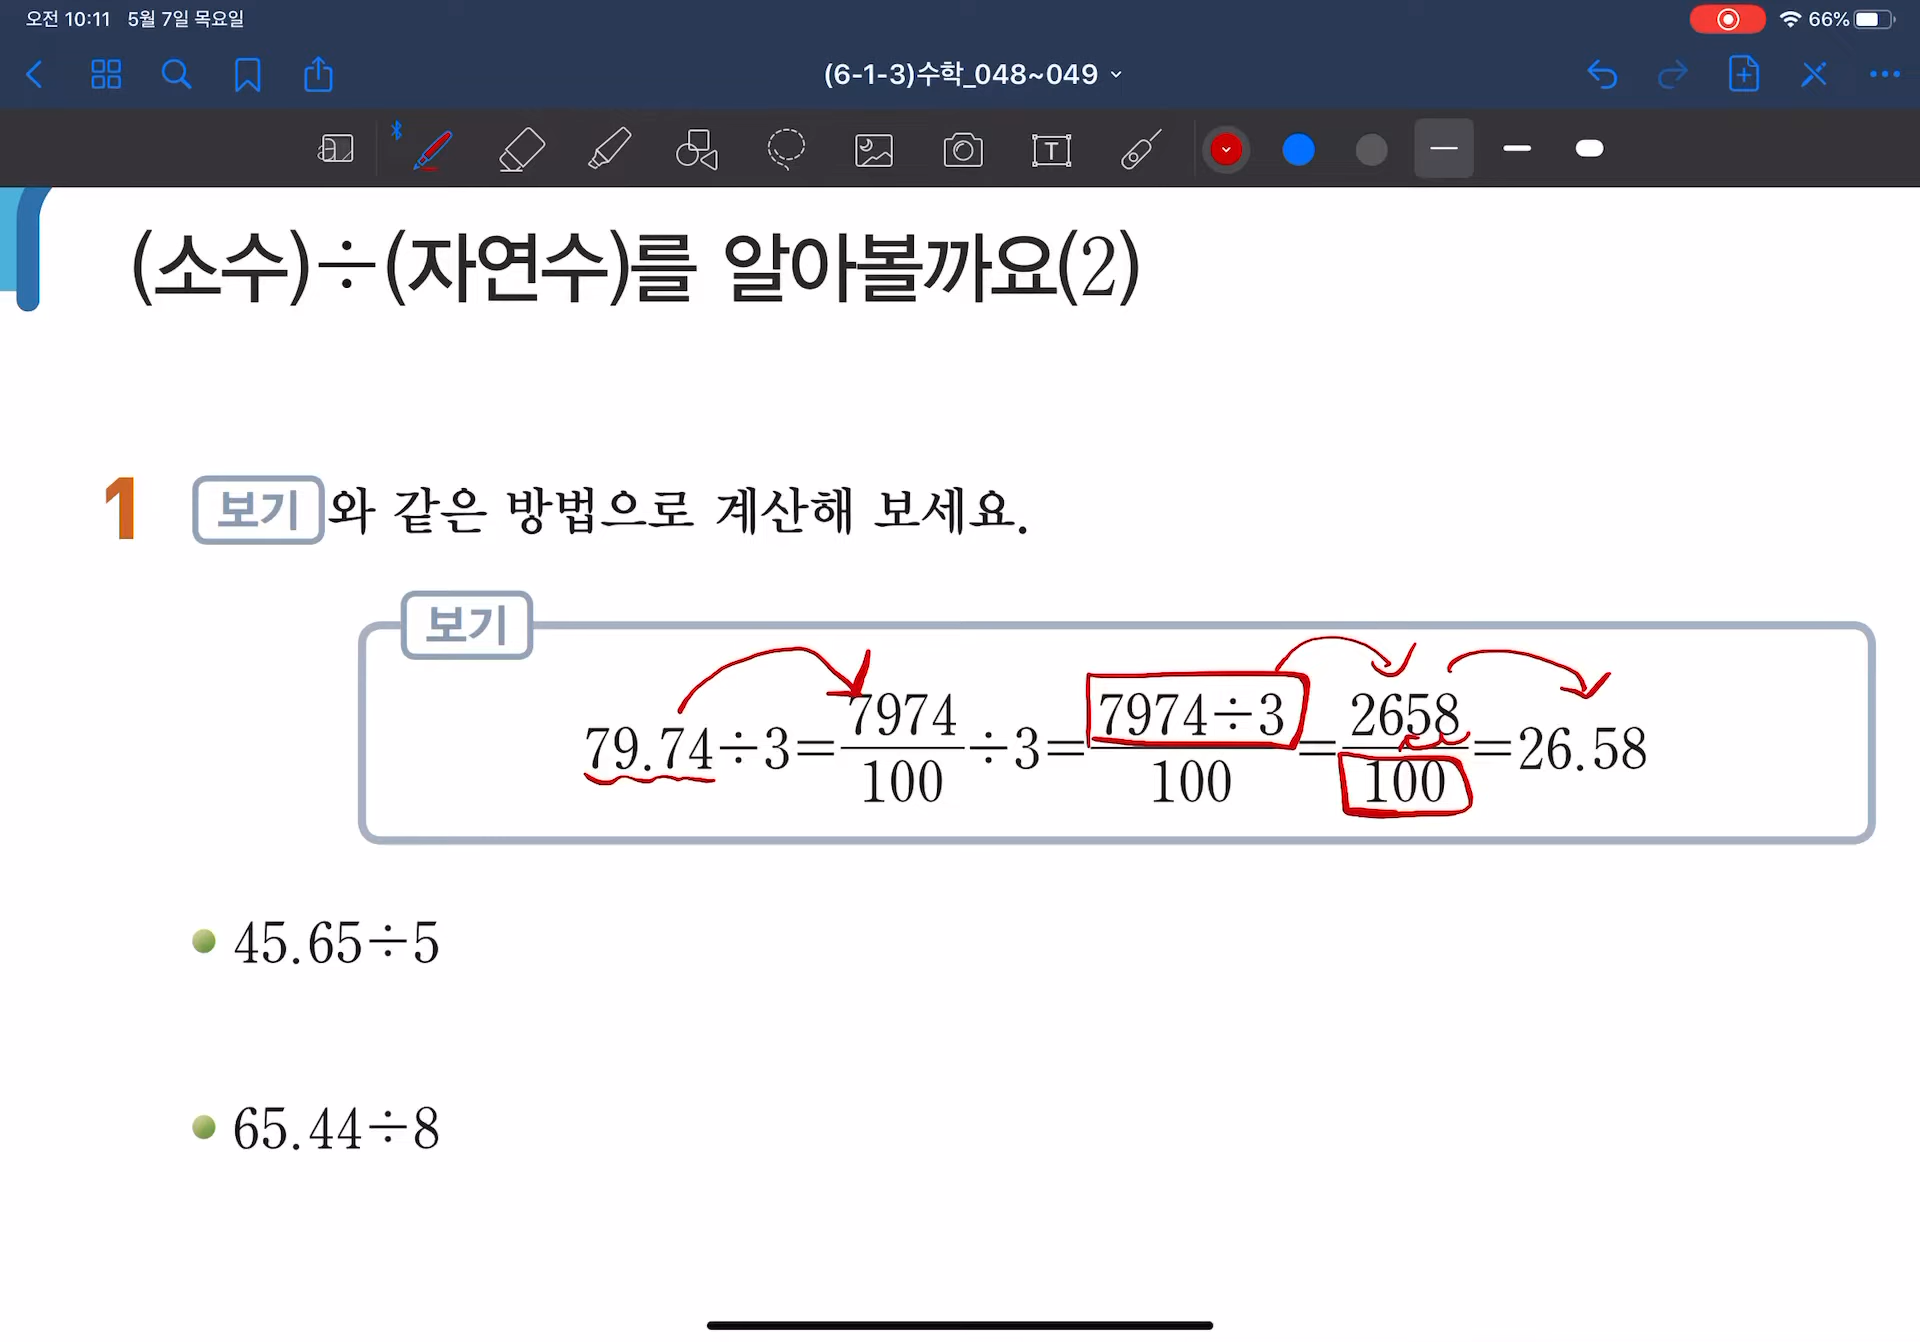 오전 10:11 5월 7일 목요일 66%
(6-1-3)수학_048~049
(소수)÷(자연수)를 알아볼까요(2)
1 보기와 같은 방법으로 계산해 보세요.
보기
79.74÷3=7974/100÷3=7974÷3/100=2658/100=26.58
45.65÷5
65.44÷8